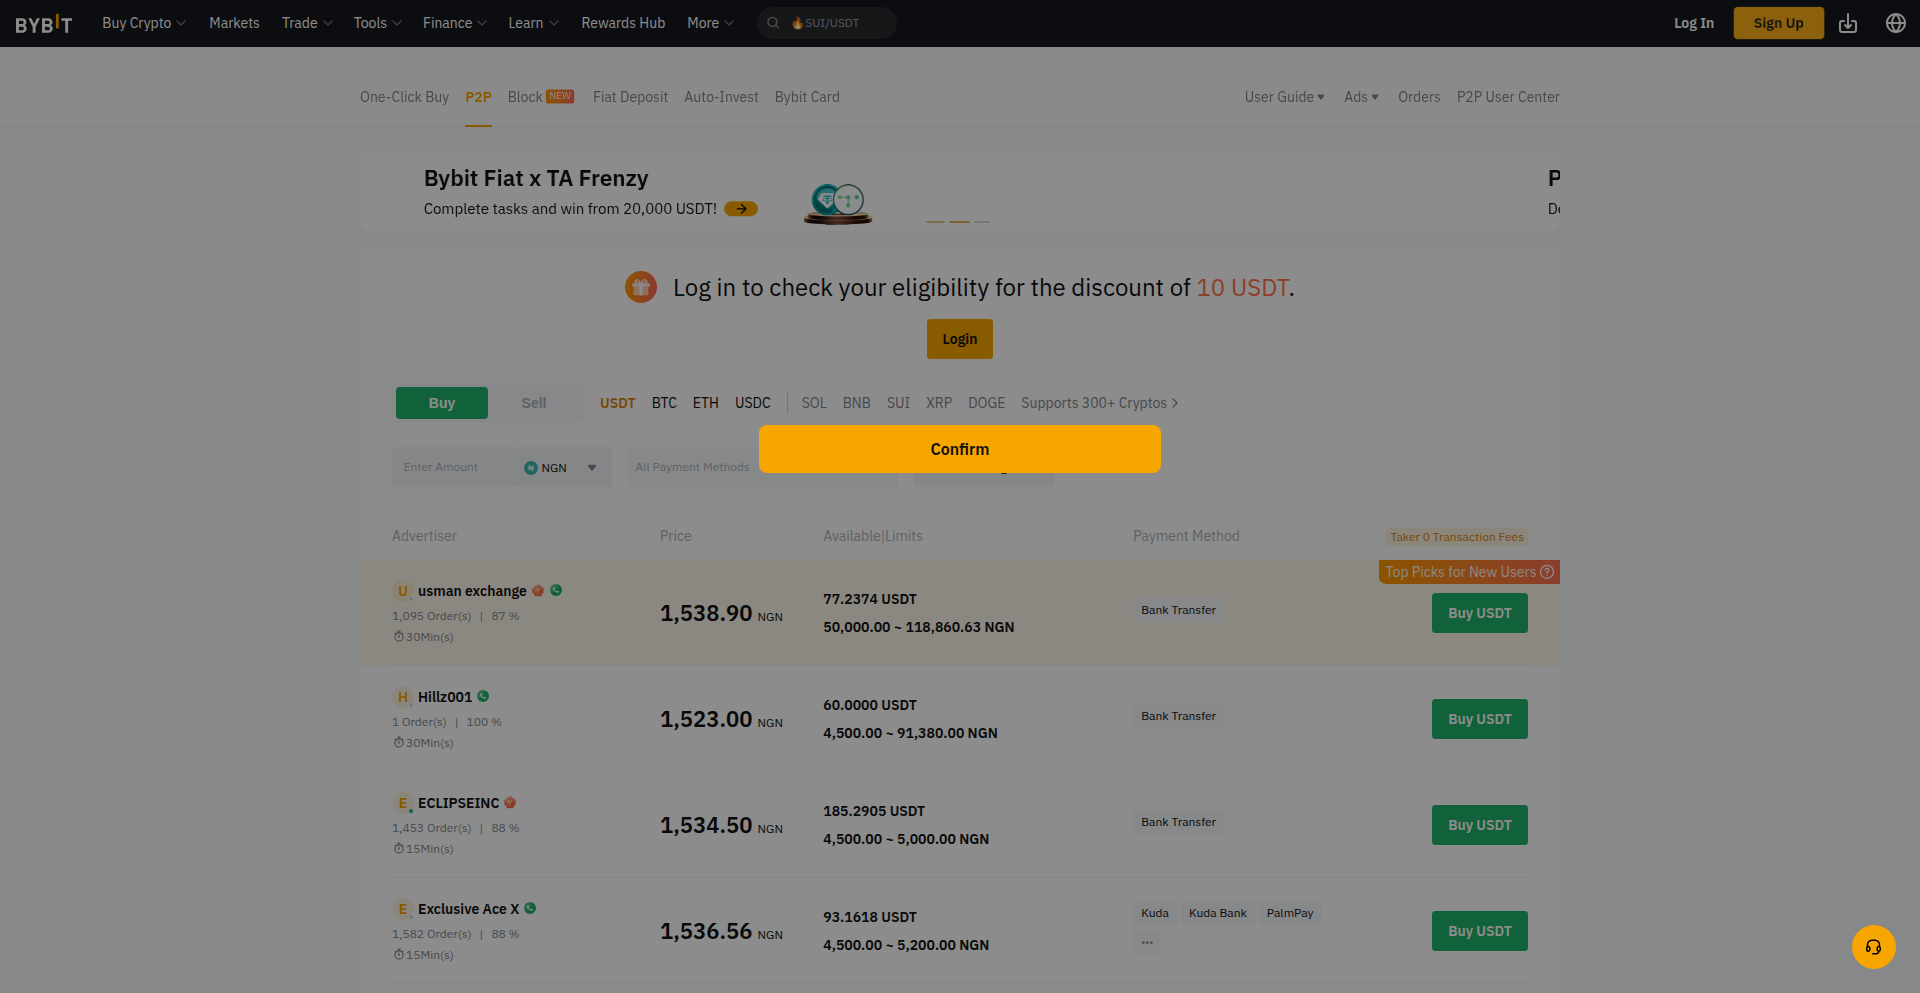 BYBIT Buy Crypto Markets Trade Tools Finance Learn Rewards Hub More SUI/USDT Log In Sign Up
One-Click Buy P2P Block NEW Fiat Deposit Auto-Invest Bybit Card User Guide Ads Orders P2P User Center
Bybit Fiat x TA Frenzy P
Complete tasks and win from 20,000 USDT!
Log in to check your eligibility for the discount of 10 USDT.
Login
Buy Sell USDT BTC ETH USDC SOL BNB SUI XRP DOGE Supports 300+ Cryptos
Confirm
Enter Amount NGN All Payment Methods
Advertiser Price Available|Limits Payment Method Taker 0 Transaction Fees
Top Picks for New Users
U usman exchange
1,095 Order(s) | 87 %
30Min(s)
1,538.90 NGN
77.2374 USDT
50,000.00 ~ 118,860.63 NGN
Bank Transfer
Buy USDT
H Hillz001
1 Order(s) | 100 %
30Min(s)
1,523.00 NGN
60.0000 USDT
4,500.00 ~ 91,380.00 NGN
Bank Transfer
Buy USDT
E ECLIPSEINC
1,453 Order(s) | 88 %
15Min(s)
1,534.50 NGN
185.2905 USDT
4,500.00 ~ 5,000.00 NGN
Bank Transfer
Buy USDT
E Exclusive Ace X
1,582 Order(s) | 88 %
15Min(s)
1,536.56 NGN
93.1618 USDT
4,500.00 ~ 5,200.00 NGN
Kuda Kuda Bank PalmPay
...
Buy USDT